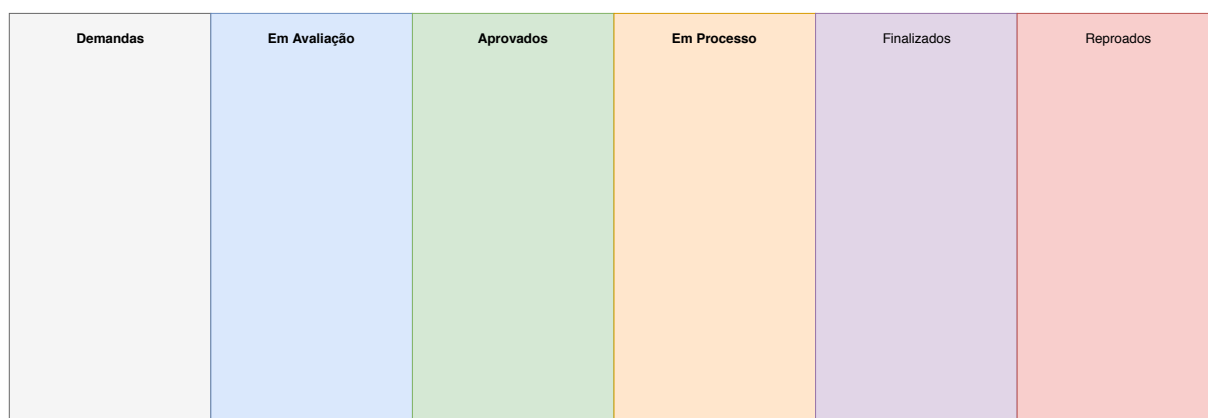 Demandas
Em Avaliação
Aprovados
Em Processo
Finalizados
Reproados